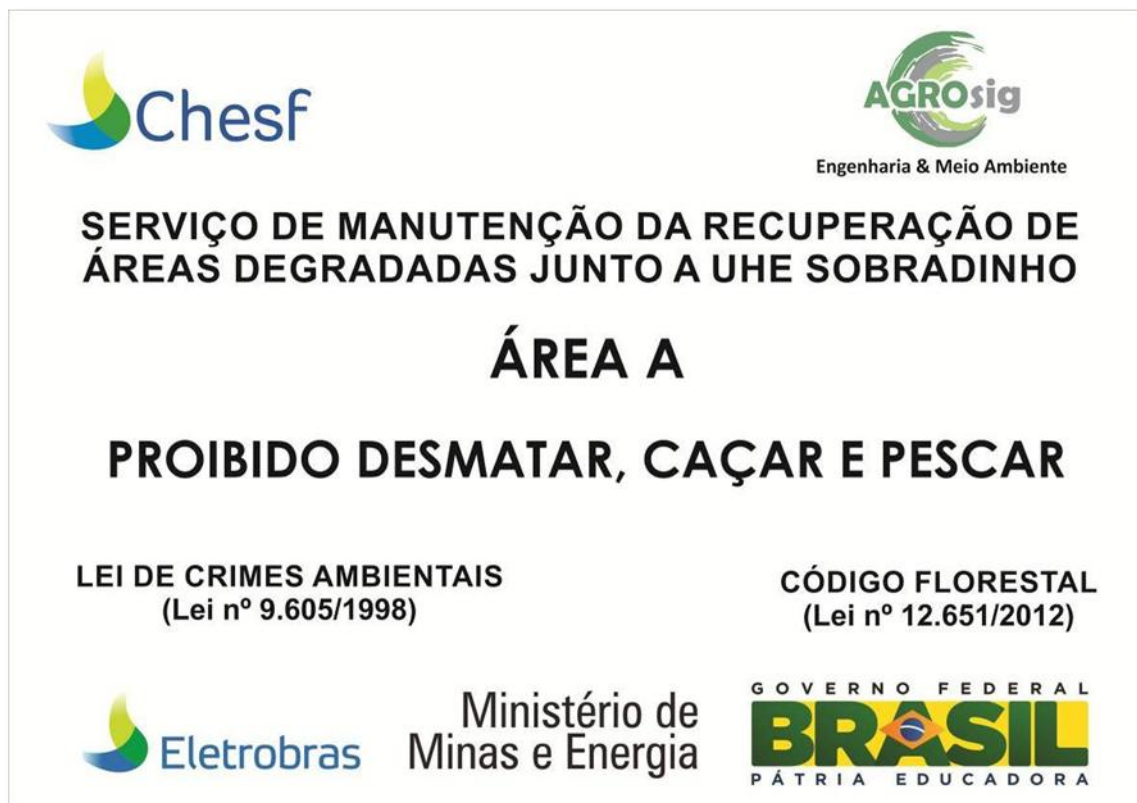 Chesf
AGROsig
Engenharia & Meio Ambiente
SERVIÇO DE MANUTENÇÃO DA RECUPERAÇÃO DE
ÁREAS DEGRADADAS JUNTO A UHE SOBRADINHO
ÁREA A
PROIBIDO DESMATAR, CAÇAR E PESCAR
LEI DE CRIMES AMBIENTAIS
(Lei nº 9.605/1998)
CÓDIGO FLORESTAL
(Lei nº 12.651/2012)
Eletrobras
Ministério de
Minas e Energia
GOVERNO FEDERAL
BRASIL
PÁTRIA EDUCADORA